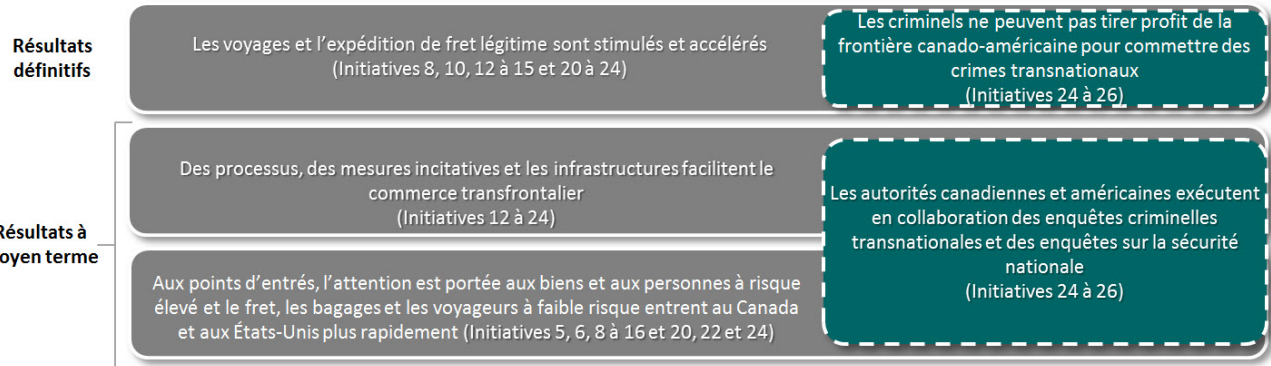 Résultats
définitifs
Les voyages et l'expédition de fret légitime sont stimulés et accélérés
(Initiatives 8, 10, 12 à 15 et 20 à 24)
Les criminels ne peuvent pas tirer profit de la
frontière canado-américaine pour commettre des
crimes transnationaux
(Initiatives 24 à 26)
Résultats à
oyen terme
Des processus, des mesures incitatives et les infrastructures facilitent le
commerce transfrontalier
(Initiatives 12 à 24)
Aux points d'entrés, l'attention est portée aux biens et aux personnes à risque
élevé et le fret, les bagages et les voyageurs à faible risque entrent au Canada
et aux États-Unis plus rapidement (Initiatives 5, 6, 8 à 16 et 20, 22 et 24)
Les autorités canadiennes et américaines exécutent
en collaboration des enquêtes criminelles
transnationales et des enquêtes sur la sécurité
nationale
(Initiatives 24 à 26)